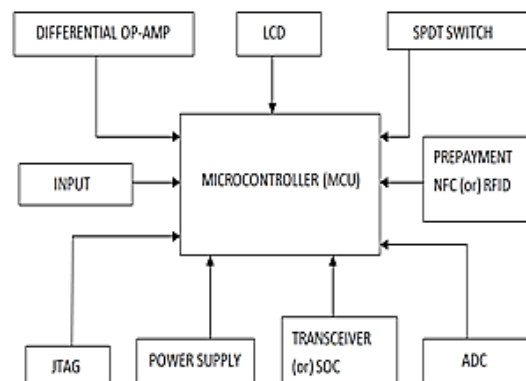 DIFFERENTIAL OP-AMP
LCD
SPDT SWITCH
INPUT
MICROCONTROLLER (MCU)
PREPAYMENT
NFC (or) RFID
JTAG
POWER SUPPLY
TRANSCEIVER
(or) SOC
ADC